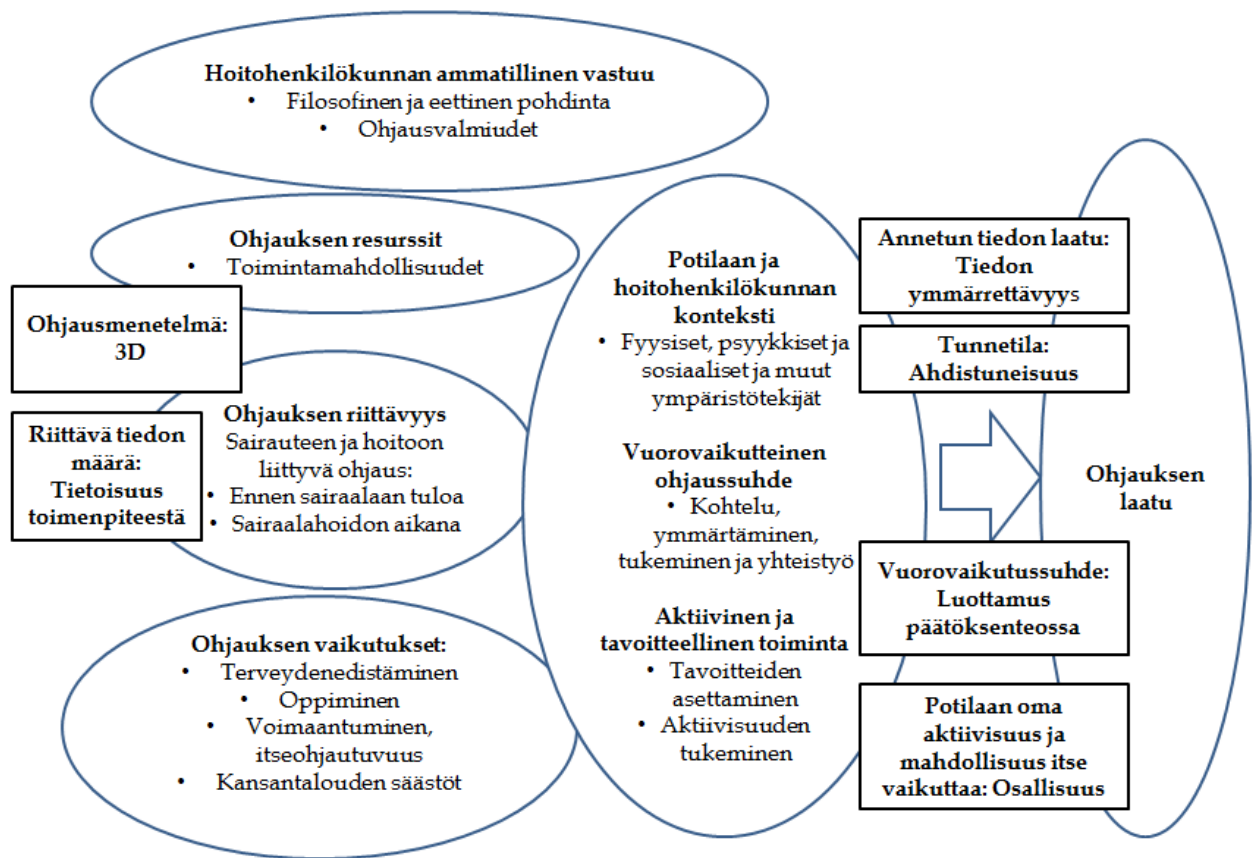 Hoitohenkilökunnan ammatillinen vastuu
• Filosofinen ja eettinen pohdinta
• Ohjausvalmiudet
Ohjauksen resurssit
• Toimintamahdollisuudet
Ohjausmenetelmä:
3D
Riittävä tiedon
määrä:
Tietoisuus
toimenpiteestä
Ohjauksen riittävyys
Sairauteen ja hoitoon
liittyvä ohjaus:
• Ennen sairaalaan tuloa
• Sairaalahoidon aikana
Ohjauksen vaikutukset:
• Terveydenedistäminen
• Oppiminen
• Voimaantuminen,
itseohjautuvuus
• Kansantalouden säästöt
Potilaan ja
hoitohenkilökunnan
konteksti
• Fyysiset, psyykkiset ja
sosiaaliset ja muut
ympäristötekijät
Vuorovaikutteinen
ohjaussuhde
• Kohtelu,
ymmärtäminen,
tukeminen ja yhteistyö
Aktiivinen ja
tavoitteellinen toiminta
• Tavoitteiden
asettaminen
• Aktiivisuuden
tukeminen
Annetun tiedon laatu:
Tiedon
ymmärrettävyys
Tunnetila:
Ahdistuneisuus
Vuorovaikutussuhde:
Luottamus
päätöksenteossa
Potilaan oma
aktiivisuus ja
mahdollisuus itse
vaikuttaa: Osallisuus
Ohjauksen
laatu